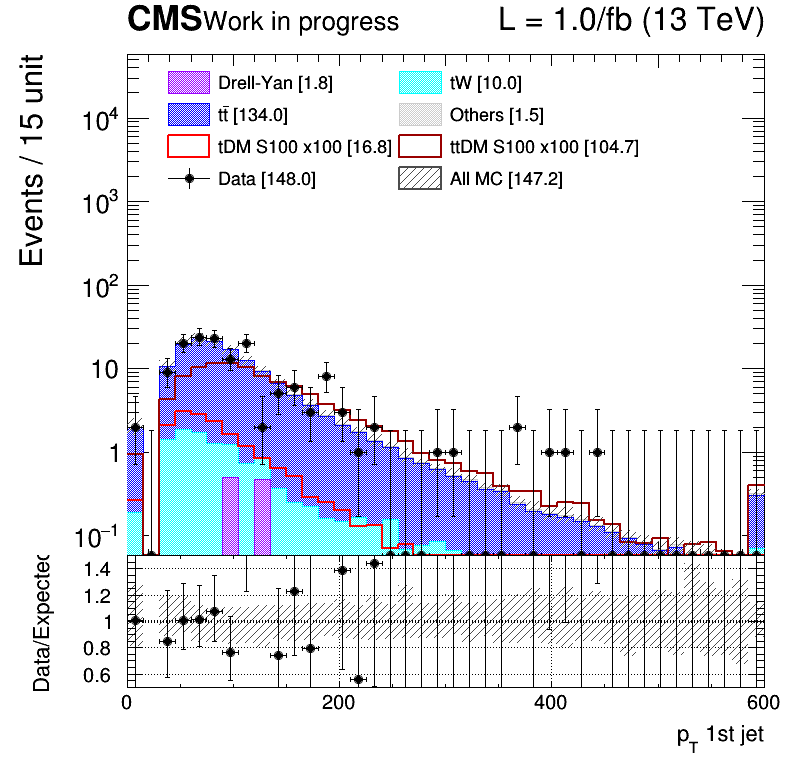 CMS Work in progress L = 1.0/fb (13 TeV)
Events / 15 unit
Drell-Yan [1.8] tW [10.0]
tt̄ [134.0] Others [1.5]
tDM S100 x100 [16.8] ttDM S100 x100 [104.7]
Data [148.0] All MC [147.2]
10⁴
10³
10²
10
1
10⁻¹
Data/Expected
1.4
1.2
1
0.8
0.6
0 200 400 600
p_T 1st jet